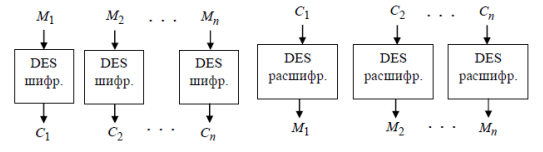 M1 M2 . . . Mn C1 C2 . . . Cn
DES DES DES DES DES DES
шифр. шифр. шифр. расшифр. расшифр. расшифр.
C1 C2 . . . Cn M1 M2 . . . Mn